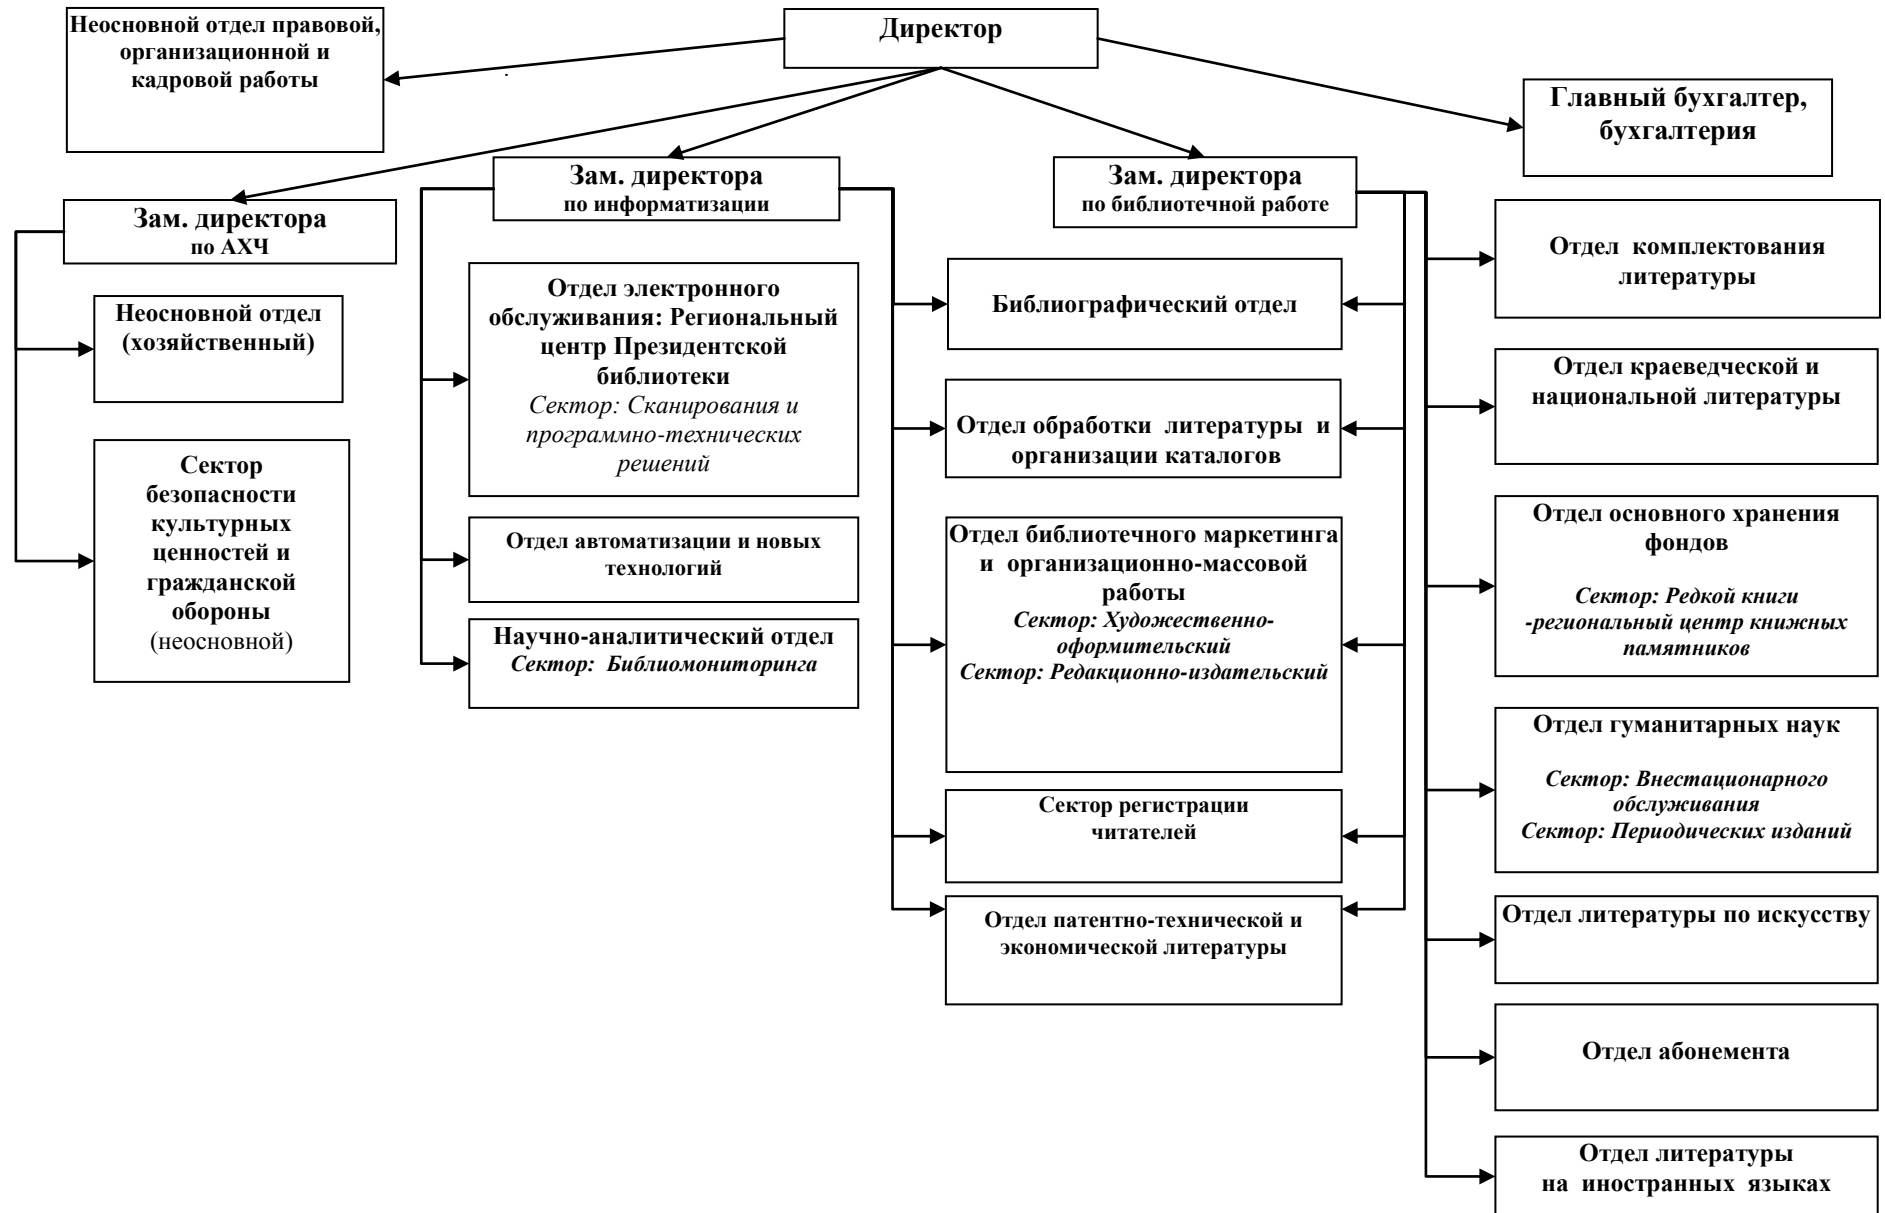 Неосновной отдел правовой,
организационной и
кадровой работы
Директор
Главный бухгалтер,
бухгалтерия
Зам. директора
по АХЧ
Зам. директора
по информатизации
Зам. директора
по библиотечной работе
Неосновной отдел
(хозяйственный)
Сектор
безопасности
культурных
ценностей и
гражданской
обороны
(неосновной)
Отдел электронного
обслуживания: Региональный
центр Президентской
библиотеки
Сектор: Сканирования и
программно-технических
решений
Отдел автоматизации и новых
технологий
Научно-аналитический отдел
Сектор: Библиомониторинга
Библиографический отдел
Отдел обработки литературы и
организации каталогов
Отдел библиотечного маркетинга
и организационно-массовой
работы
Сектор: Художественно-
оформительский
Сектор: Редакционно-издательский
Сектор регистрации
читателей
Отдел патентно-технической и
экономической литературы
Отдел комплектования
литературы
Отдел краеведческой и
национальной литературы
Отдел основного хранения
фондов
Сектор: Редкой книги
-региональный центр книжных
памятников
Отдел гуманитарных наук
Сектор: Внестационарного
обслуживания
Сектор: Периодических изданий
Отдел литературы по искусству
Отдел абонемента
Отдел литературы
на иностранных языках